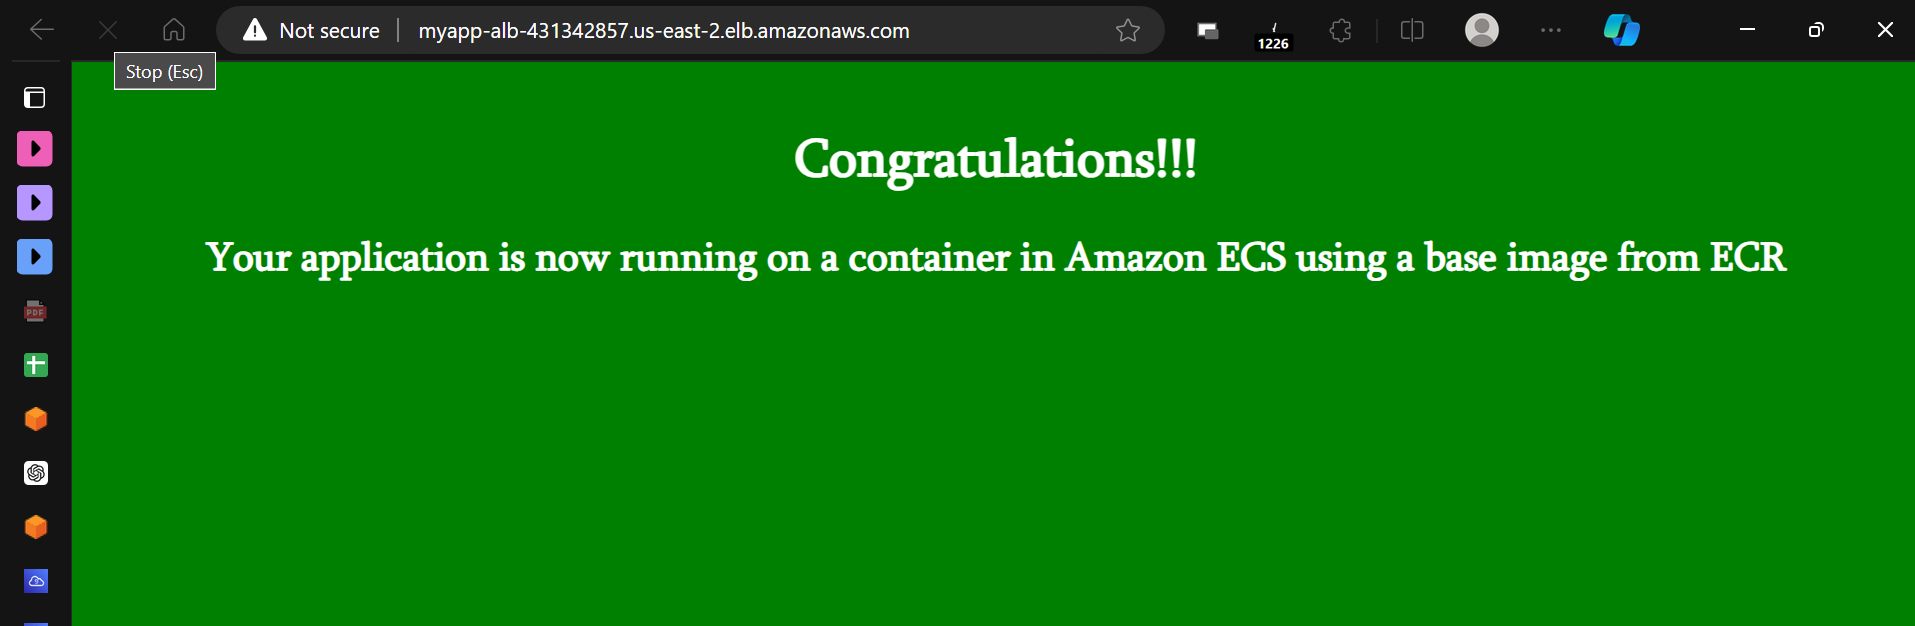 Not secure
myapp-alb-431342857.us-east-2.elb.amazonaws.com
1226
Stop (Esc)
PDF
Congratulations!!!
Your application is now running on a container in Amazon ECS using a base image from ECR